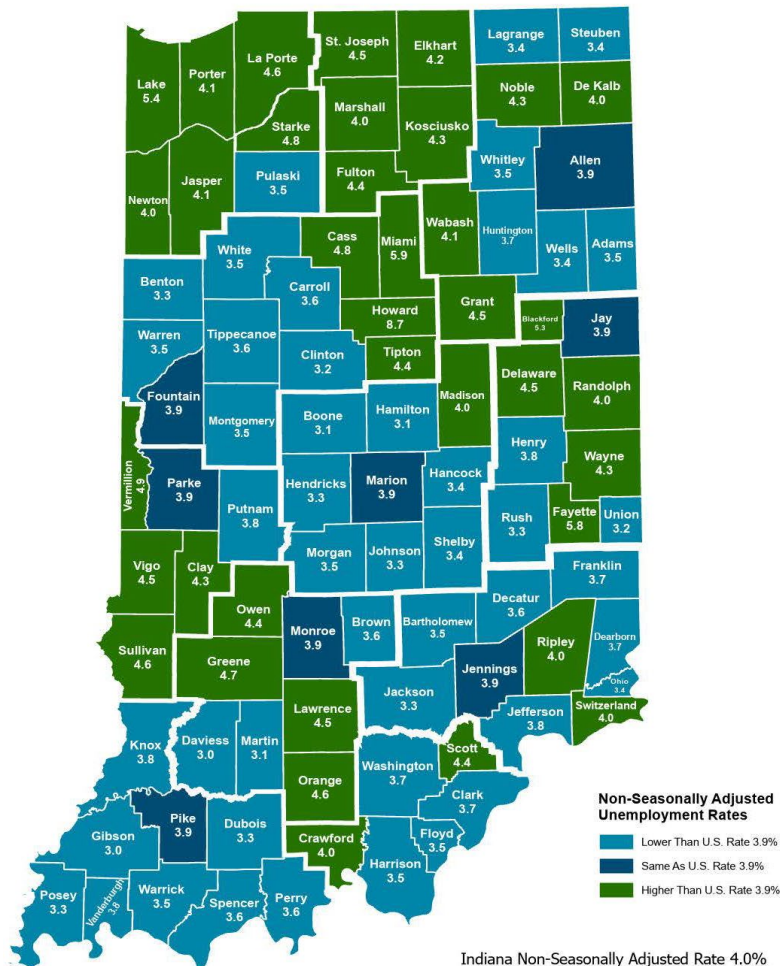 Lake
5.4
Porter
4.1
La Porte
4.6
St. Joseph
4.5
Elkhart
4.2
Lagrange
3.4
Steuben
3.4
Noble
4.3
De Kalb
4.0
Starke
4.8
Marshall
4.0
Kosciusko
4.3
Whitley
3.5
Allen
3.9
Newton
4.0
Jasper
4.1
Pulaski
3.5
Fulton
4.4
Wabash
4.1
Huntington
3.7
Wells
3.4
Adams
3.5
White
3.5
Cass
4.8
Miami
5.9
Benton
3.3
Carroll
3.6
Howard
8.7
Grant
4.5
Blackford
5.3
Jay
3.9
Warren
3.5
Tippecanoe
3.6
Clinton
3.2
Tipton
4.4
Fountain
3.9
Montgomery
3.5
Boone
3.1
Hamilton
3.1
Madison
4.0
Delaware
4.5
Randolph
4.0
Henry
3.8
Wayne
4.3
Vermillion
4.9
Parke
3.9
Putnam
3.8
Hendricks
3.3
Marion
3.9
Hancock
3.4
Rush
3.3
Fayette
5.8
Union
3.2
Vigo
4.5
Clay
4.3
Morgan
3.5
Johnson
3.3
Shelby
3.4
Franklin
3.7
Owen
4.4
Monroe
3.9
Brown
3.6
Bartholomew
3.5
Decatur
3.6
Ripley
4.0
Dearborn
3.7
Ohio
3.4
Sullivan
4.6
Greene
4.7
Jackson
3.3
Jennings
3.9
Switzerland
4.0
Jefferson
3.8
Lawrence
4.5
Knox
3.8
Daviess
3.0
Martin
3.1
Orange
4.6
Washington
3.7
Scott
4.4
Clark
3.7
Gibson
3.0
Pike
3.9
Dubois
3.3
Crawford
4.0
Floyd
3.5
Harrison
3.5
Posey
3.3
Vanderburgh
3.8
Warrick
3.5
Spencer
3.6
Perry
3.6
Non-Seasonally Adjusted
Unemployment Rates
Lower Than U.S. Rate 3.9%
Same As U.S. Rate 3.9%
Higher Than U.S. Rate 3.9%
Indiana Non-Seasonally Adjusted Rate 4.0%